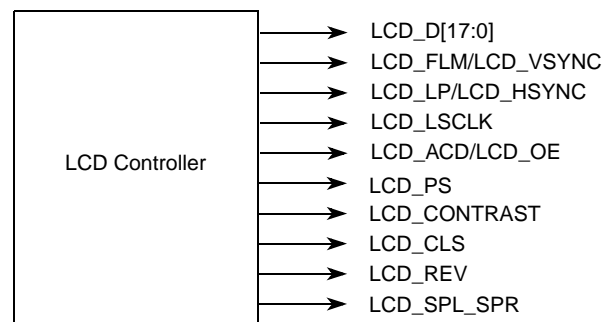 LCD Controller
LCD_D[17:0]
LCD_FLM/LCD_VSYNC
LCD_LP/LCD_HSYNC
LCD_LSCLK
LCD_ACD/LCD_OE
LCD_PS
LCD_CONTRAST
LCD_CLS
LCD_REV
LCD_SPL_SPR